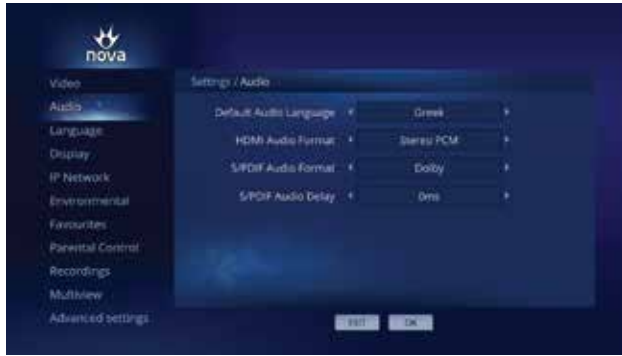 nova
Video
Audio
Language
Display
IP Network
Environmental
Favourites
Parental Control
Recordings
Multiview
Advanced settings
Settings / Audio
Default Audio Language Greek
HDMI Audio Format Stereo PCM
S/PDIF Audio Format Dolby
S/PDIF Audio Delay 0ms
EXIT OK